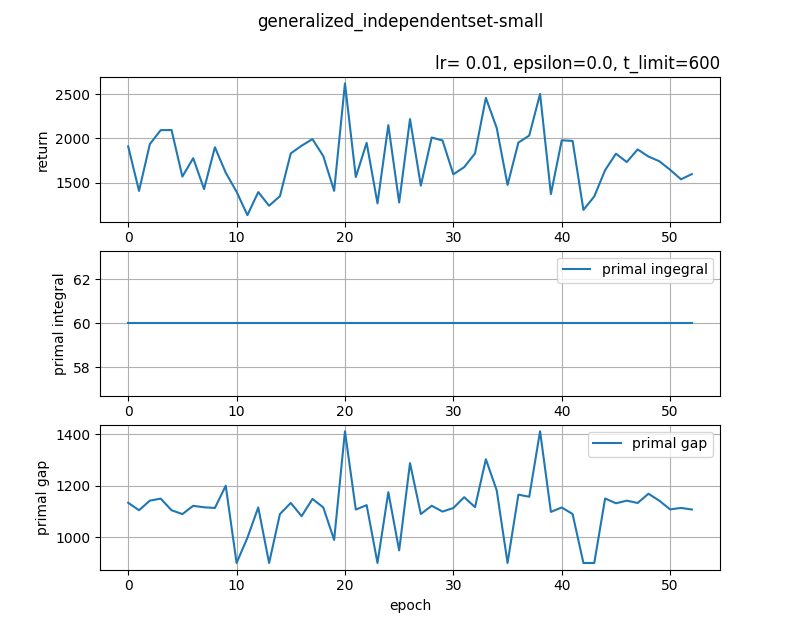 generalized_independentset-small
lr= 0.01, epsilon=0.0, t_limit=600
2500
2000
1500
return
0 10 20 30 40 50
62
60
58
primal integral
primal ingegral
0 10 20 30 40 50
1400
1200
1000
primal gap
primal gap
0 10 20 30 40 50
epoch